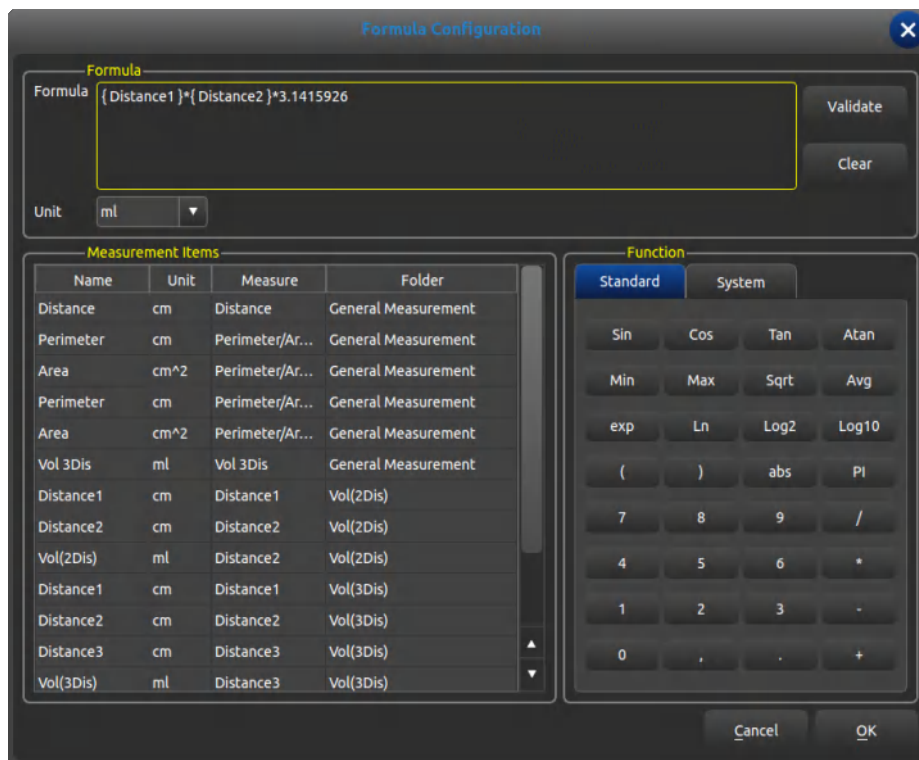 Formula Configuration
Formula
Formula {Distance1}*{Distance2}*3.1415926
Validate
Clear
Unit ml
Measurement Items
Name Unit Measure Folder
Distance cm Distance General Measurement
Perimeter cm Perimeter/Ar... General Measurement
Area cm^2 Perimeter/Ar... General Measurement
Perimeter cm Perimeter/Ar... General Measurement
Area cm^2 Perimeter/Ar... General Measurement
Vol 3Dis ml Vol 3Dis General Measurement
Distance1 cm Distance1 Vol(2Dis)
Distance2 cm Distance2 Vol(2Dis)
Vol(2Dis) ml Distance2 Vol(2Dis)
Distance1 cm Distance1 Vol(3Dis)
Distance2 cm Distance2 Vol(3Dis)
Distance3 cm Distance3 Vol(3Dis)
Vol(3Dis) ml Distance3 Vol(3Dis)
Function
Standard System
Sin Cos Tan Atan
Min Max Sqrt Avg
exp Ln Log2 Log10
( ) abs PI
7 8 9 /
4 5 6 *
1 2 3 -
0 , . +
Cancel OK